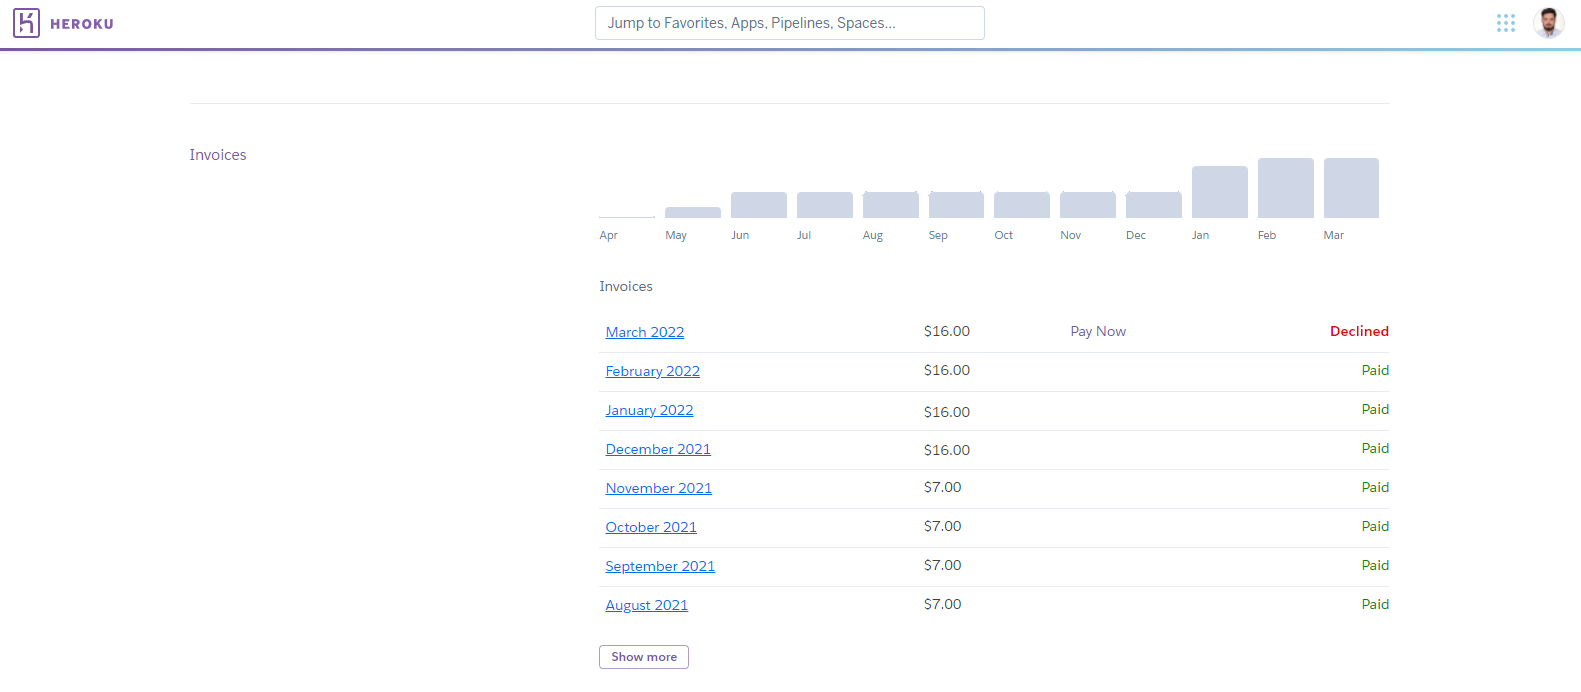 HEROKU
Jump to Favorites, Apps, Pipelines, Spaces...
Invoices
Apr May Jun Jul Aug Sep Oct Nov Dec Jan Feb Mar
Invoices
March 2022 $16.00 Pay Now Declined
February 2022 $16.00 Paid
January 2022 $16.00 Paid
December 2021 $16.00 Paid
November 2021 $7.00 Paid
October 2021 $7.00 Paid
September 2021 $7.00 Paid
August 2021 $7.00 Paid
Show more